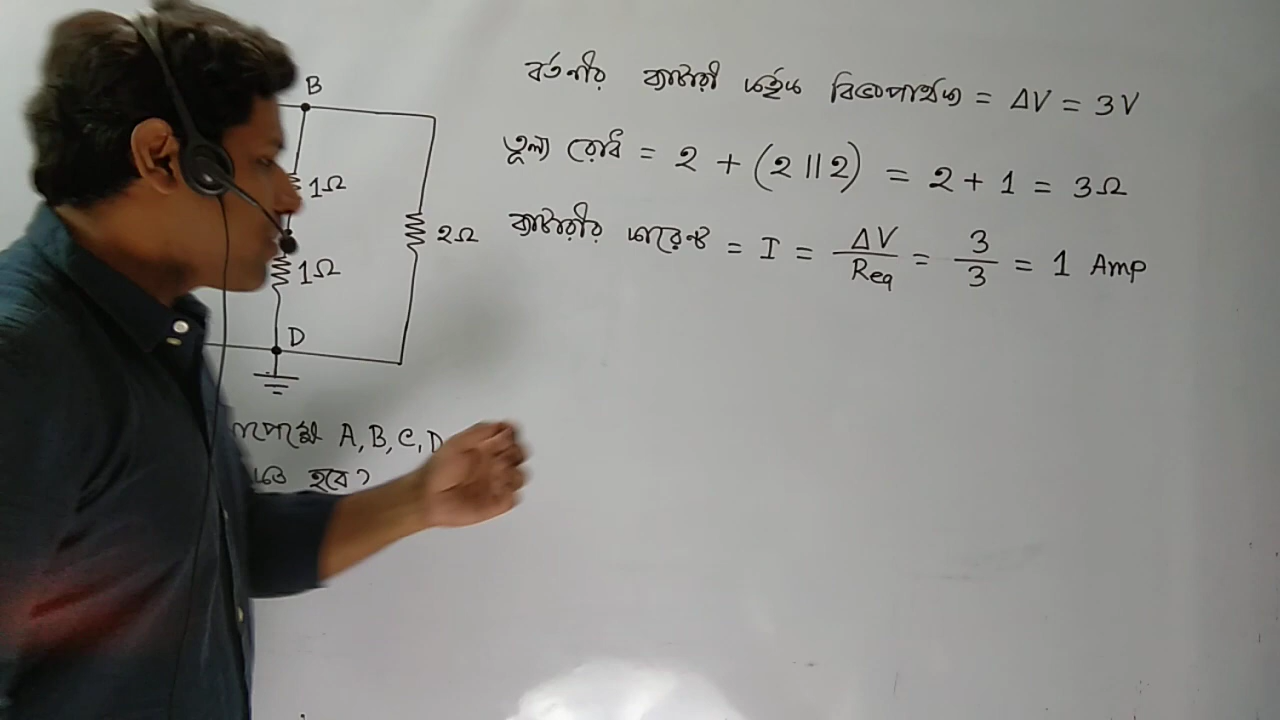 বর্তনীর ব্যাটারী কর্তৃক বিভবপার্থক্য = ΔV = 3V
তূল্য রোধ = 2 + (2 || 2) = 2 + 1 = 3Ω
ব্যাটারীর কারেন্ট = I = ΔV / Req = 3 / 3 = 1 Amp
B
1Ω
2Ω
1Ω
D
A, B, C, D
হবে?